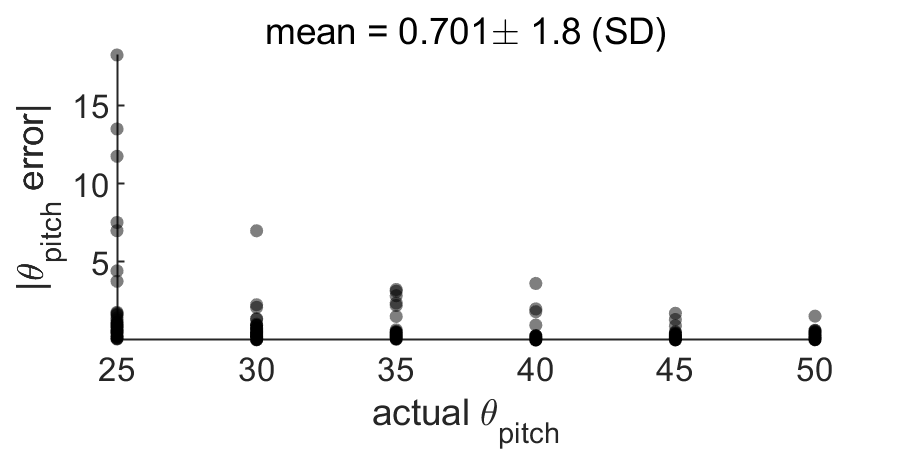 mean = 0.701± 1.8 (SD)
|θpitch error|
15
10
5
25 30 35 40 45 50
actual θpitch